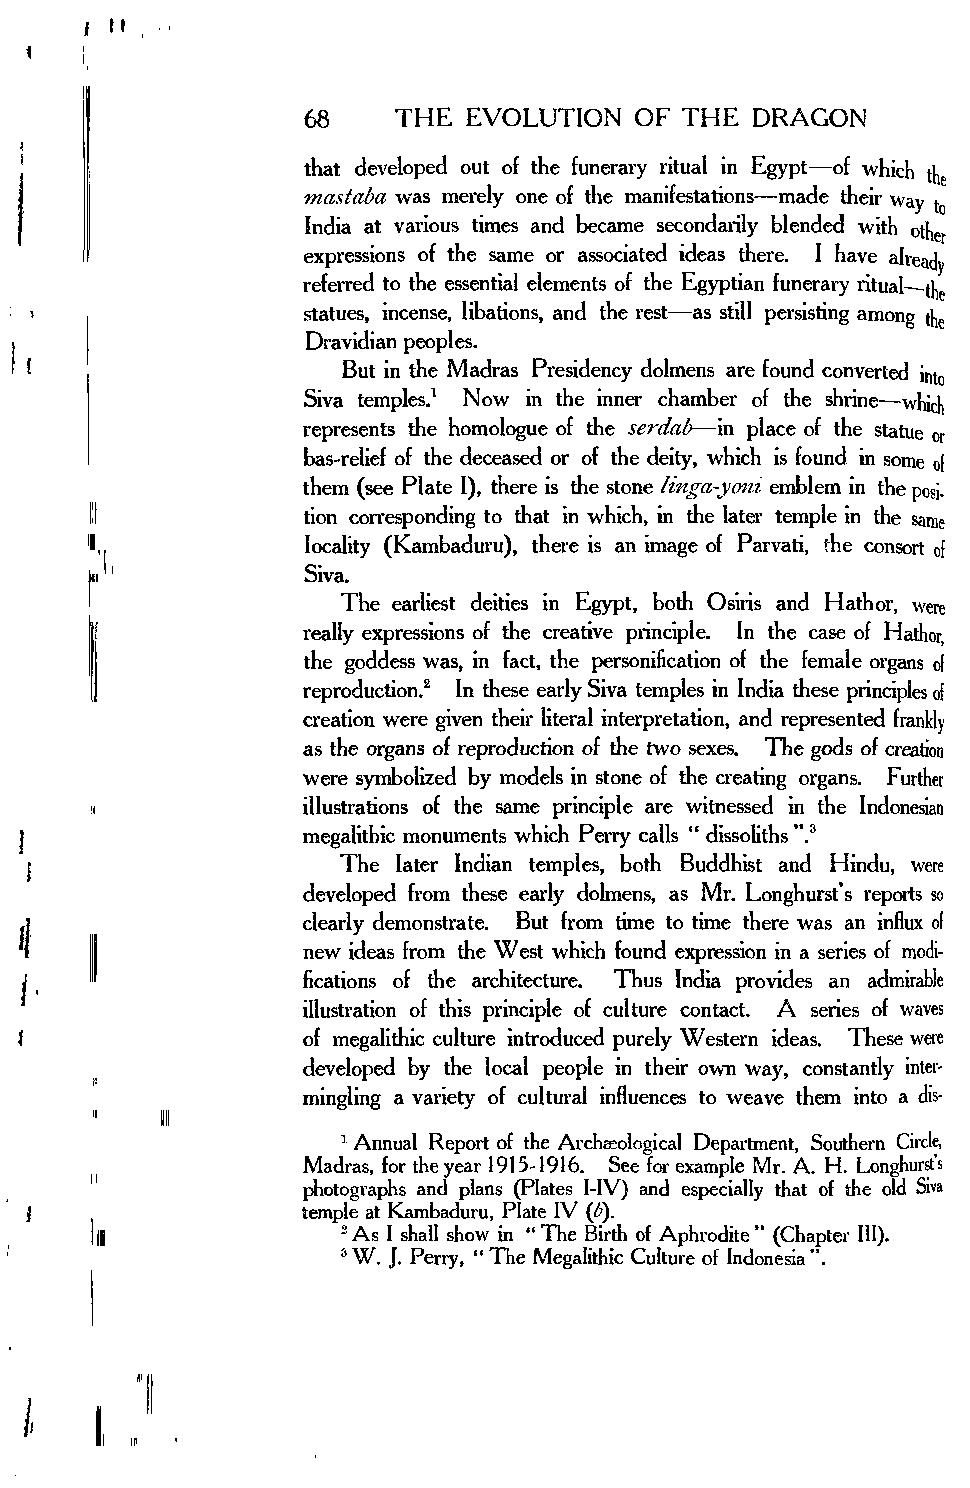 68 THE EVOLUTION OF THE DRAGON
that developed out of the funerary ritual in Egypt—of which the
mastaba was merely one of the manifestations—made their way to
India at various times and became secondarily blended with other
expressions of the same or associated ideas there. I have already
referred to the essential elements of the Egyptian funerary ritual—the
statues, incense, libations, and the rest—as still persisting among the
Dravidian peoples.
But in the Madras Presidency dolmens are found converted into
Siva temples.¹ Now in the inner chamber of the shrine—which
represents the homologue of the serdab—in place of the statue or
bas-relief of the deceased or of the deity, which is found in some of
them (see Plate I), there is the stone linga-yoni emblem in the posi-
tion corresponding to that in which, in the later temple in the same
locality (Kambaduru), there is an image of Parvati, the consort of
Siva.
The earliest deities in Egypt, both Osiris and Hathor, were
really expressions of the creative principle. In the case of Hathor,
the goddess was, in fact, the personification of the female organs of
reproduction.² In these early Siva temples in India these principles of
creation were given their literal interpretation, and represented frankly
as the organs of reproduction of the two sexes. The gods of creation
were symbolized by models in stone of the creating organs. Further
illustrations of the same principle are witnessed in the Indonesian
megalithic monuments which Perry calls “ dissoliths ”.³
The later Indian temples, both Buddhist and Hindu, were
developed from these early dolmens, as Mr. Longhurst's reports so
clearly demonstrate. But from time to time there was an influx of
new ideas from the West which found expression in a series of modi-
fications of the architecture. Thus India provides an admirable
illustration of this principle of culture contact. A series of waves
of megalithic culture introduced purely Western ideas. These were
developed by the local people in their own way, constantly inter-
mingling a variety of cultural influences to weave them into a dis-
¹ Annual Report of the Archæological Department, Southern Circle,
Madras, for the year 1915-1916. See for example Mr. A. H. Longhurst's
photographs and plans (Plates I-IV) and especially that of the old Siva
temple at Kambaduru, Plate IV (b).
² As I shall show in “ The Birth of Aphrodite ” (Chapter III).
³ W. J. Perry, “ The Megalithic Culture of Indonesia ”.